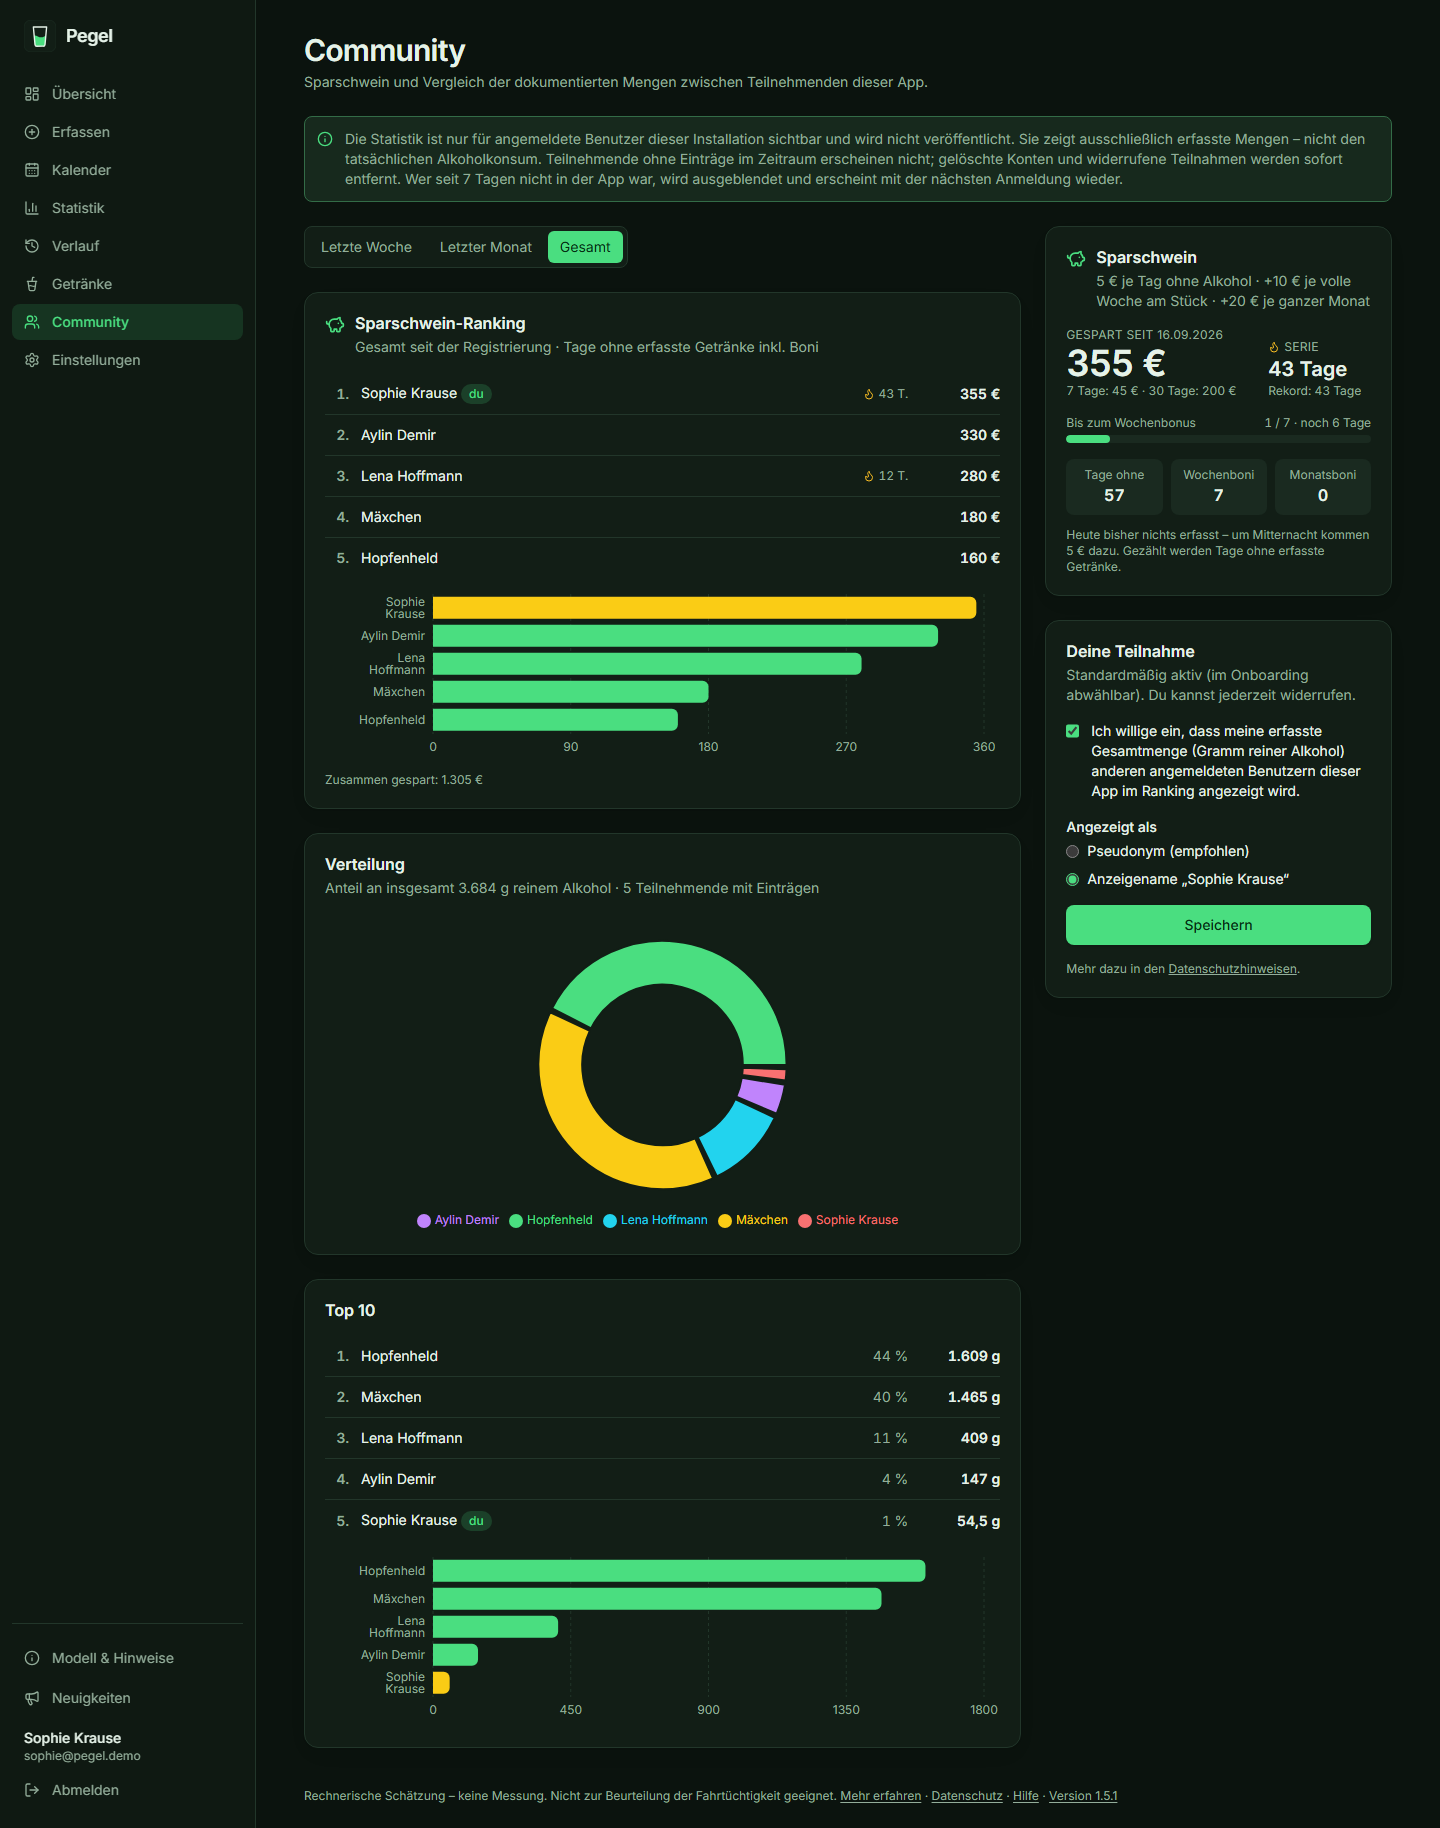 Pegel
Übersicht
Erfassen
Kalender
Statistik
Verlauf
Getränke
Community
Einstellungen
Modell & Hinweise
Neuigkeiten
Sophie Krause
sophie@pegel.demo
Abmelden
Community
Sparschwein und Vergleich der dokumentierten Mengen zwischen Teilnehmenden dieser App.
Die Statistik ist nur für angemeldete Benutzer dieser Installation sichtbar und wird nicht veröffentlicht. Sie zeigt ausschließlich erfasste Mengen – nicht den
tatsächlichen Alkoholkonsum. Teilnehmende ohne Einträge im Zeitraum erscheinen nicht; gelöschte Konten und widerrufene Teilnahmen werden sofort
entfernt. Wer seit 7 Tagen nicht in der App war, wird ausgeblendet und erscheint mit der nächsten Anmeldung wieder.
Letzte Woche Letzter Monat Gesamt
Sparschwein-Ranking
Gesamt seit der Registrierung · Tage ohne erfasste Getränke inkl. Boni
1. Sophie Krause du 43 T. 355 €
2. Aylin Demir 330 €
3. Lena Hoffmann 12 T. 280 €
4. Mäxchen 180 €
5. Hopfenheld 160 €
Sophie
Krause
Aylin Demir
Lena
Hoffmann
Mäxchen
Hopfenheld
0 90 180 270 360
Zusammen gespart: 1.305 €
Verteilung
Anteil an insgesamt 3.684 g reinem Alkohol · 5 Teilnehmende mit Einträgen
Aylin Demir Hopfenheld Lena Hoffmann Mäxchen Sophie Krause
Top 10
1. Hopfenheld 44 % 1.609 g
2. Mäxchen 40 % 1.465 g
3. Lena Hoffmann 11 % 409 g
4. Aylin Demir 4 % 147 g
5. Sophie Krause du 1 % 54,5 g
Hopfenheld
Mäxchen
Lena
Hoffmann
Aylin Demir
Sophie
Krause
0 450 900 1350 1800
Sparschwein
5 € je Tag ohne Alkohol · +10 € je volle
Woche am Stück · +20 € je ganzer Monat
GESPART SEIT 16.09.2026
355 €
7 Tage: 45 € · 30 Tage: 200 €
SERIE
43 Tage
Rekord: 43 Tage
Bis zum Wochenbonus 1 / 7 · noch 6 Tage
Tage ohne
57
Wochenboni
7
Monatsboni
0
Heute bisher nichts erfasst – um Mitternacht kommen
5 € dazu. Gezählt werden Tage ohne erfasste
Getränke.
Deine Teilnahme
Standardmäßig aktiv (im Onboarding
abwählbar). Du kannst jederzeit widerrufen.
Ich willige ein, dass meine erfasste
Gesamtmenge (Gramm reiner Alkohol)
anderen angemeldeten Benutzern dieser
App im Ranking angezeigt wird.
Angezeigt als
Pseudonym (empfohlen)
Anzeigename „Sophie Krause“
Speichern
Mehr dazu in den Datenschutzhinweisen.
Rechnerische Schätzung – keine Messung. Nicht zur Beurteilung der Fahrtüchtigkeit geeignet. Mehr erfahren · Datenschutz · Hilfe · Version 1.5.1